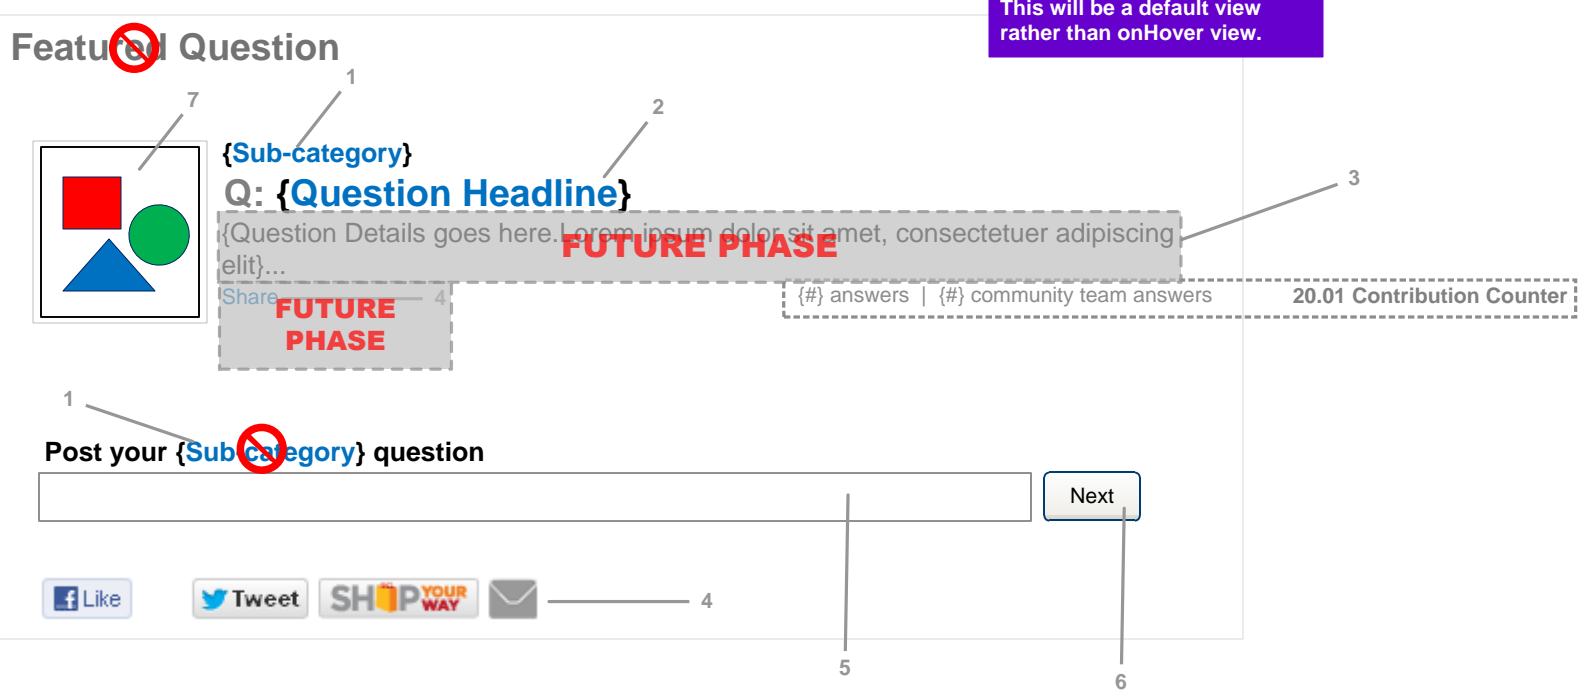 This will be a default view
rather than onHover view.
Featured Question
1
7
2
{Sub-category}
3
Q: {Question Headline}
{Question Details goes here.Lorem ipsum dolor sit amet, consectetuer adipiscing
elit}...
FUTURE PHASE
Share
4
FUTURE
PHASE
{#} answers | {#} community team answers
20.01 Contribution Counter
1
Post your {Sub-category} question
Next
Like
Tweet
SHOP YOUR WAY
4
5
6